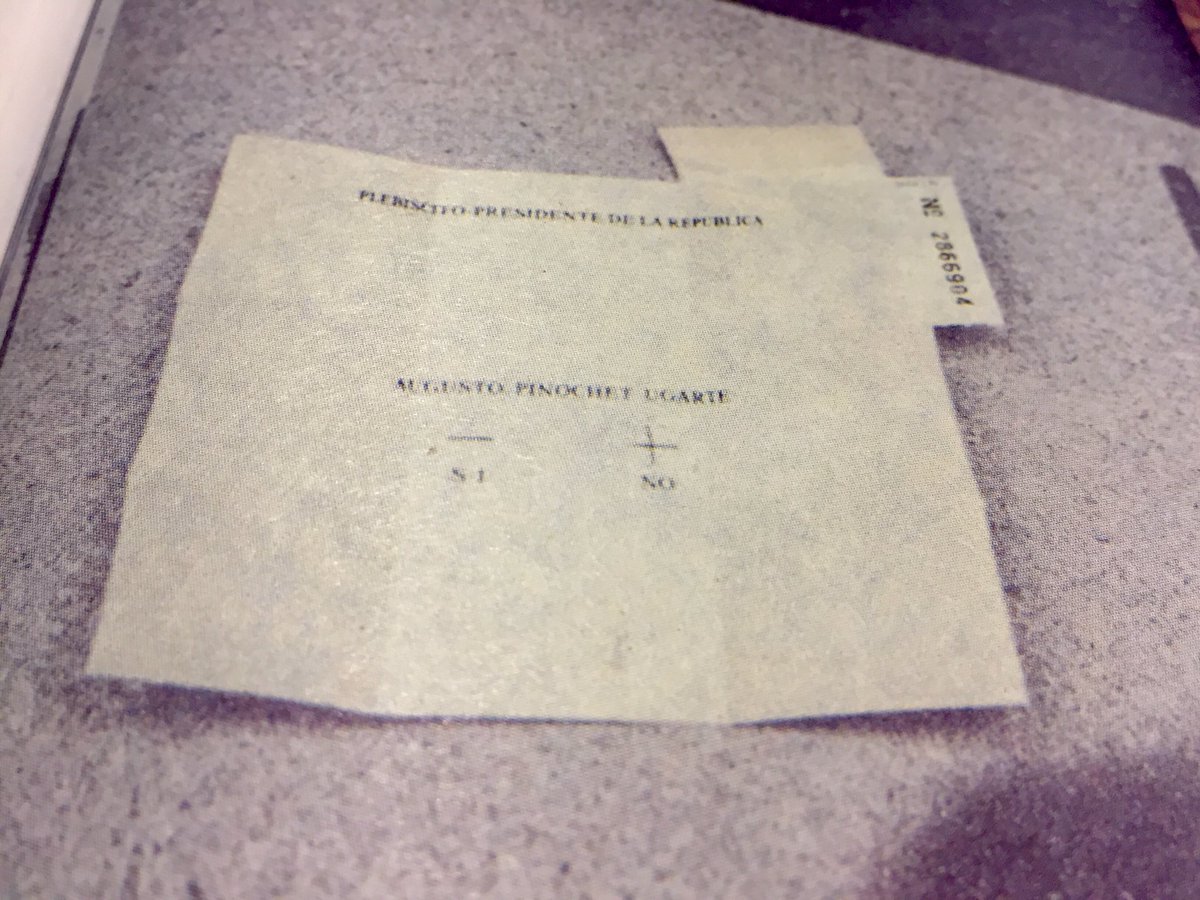 PLEBISCITO PRESIDENTE DE LA REPUBLICA
Nº 2866904
AUGUSTO PINOCHET UGARTE
SI NO